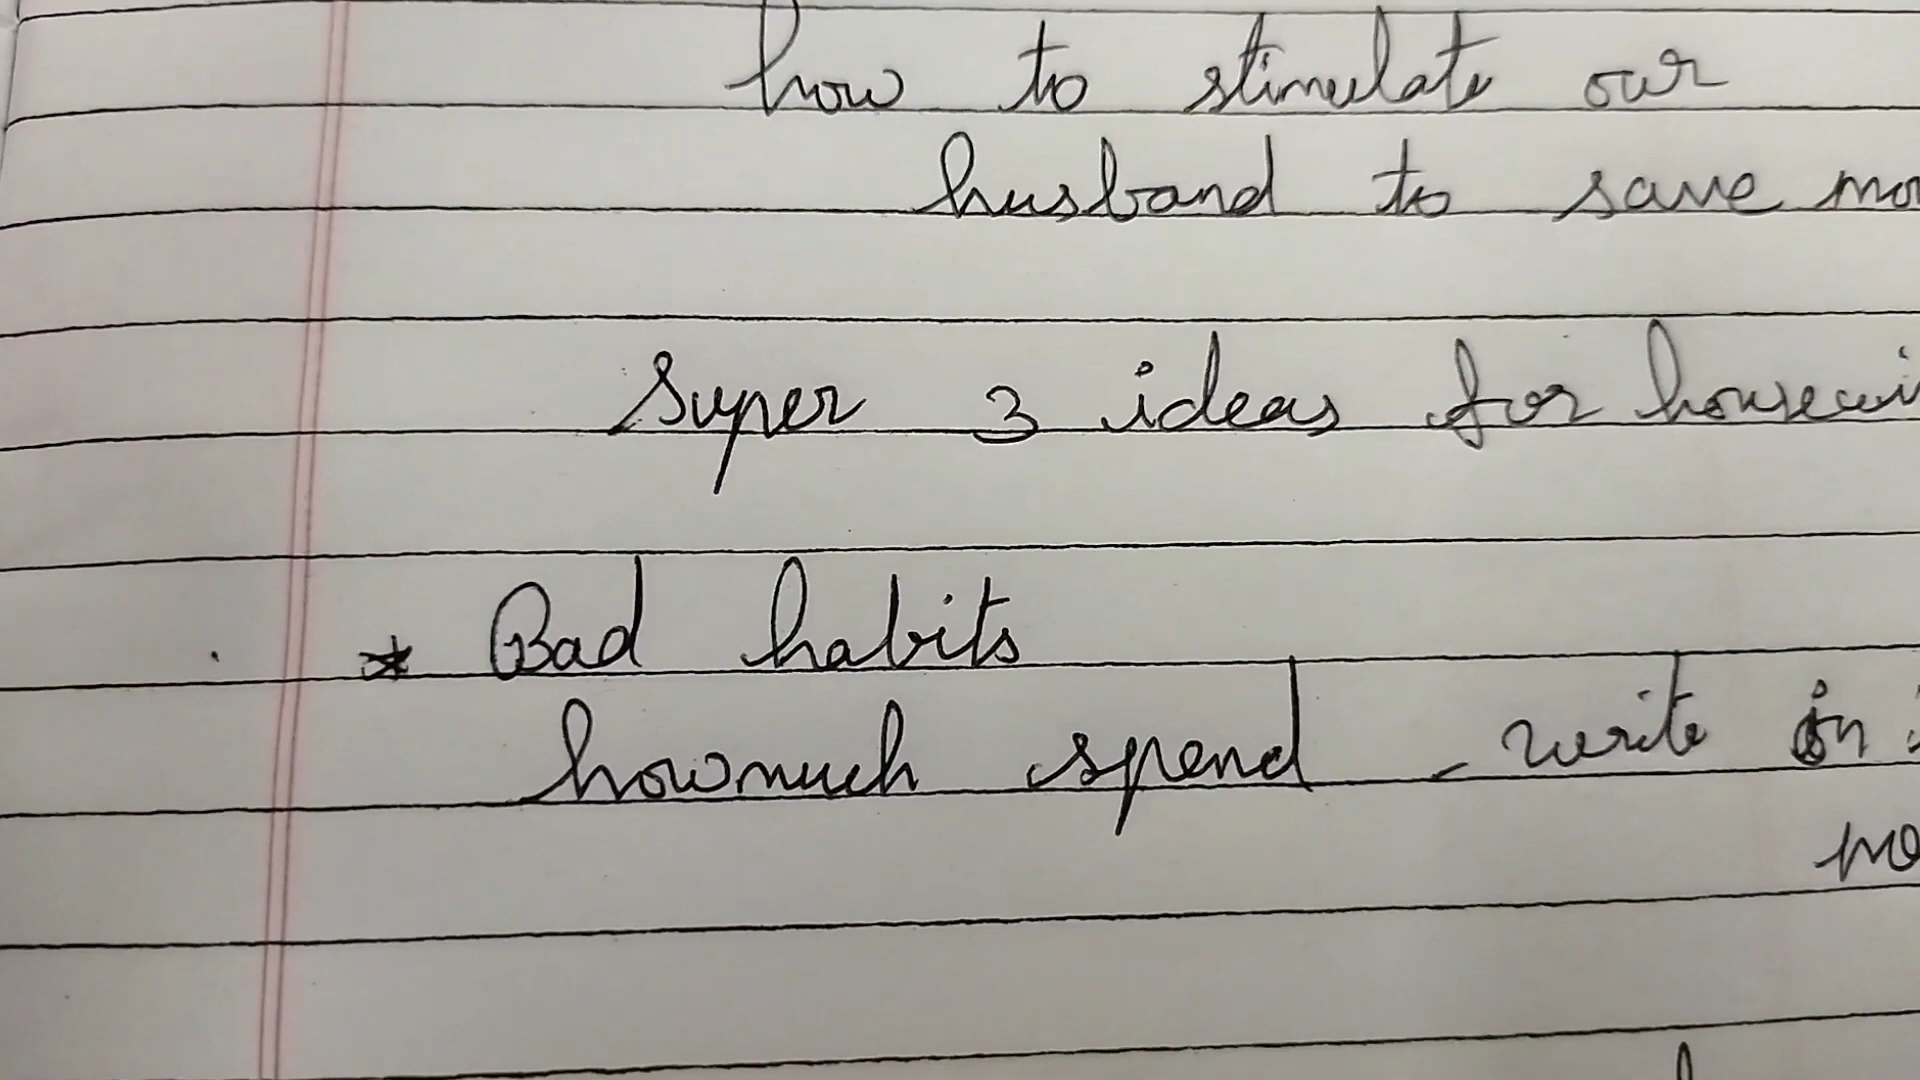 how to stimulate our
husband to save
super 3 ideas for
* Bad habits
howmuch spend - write in